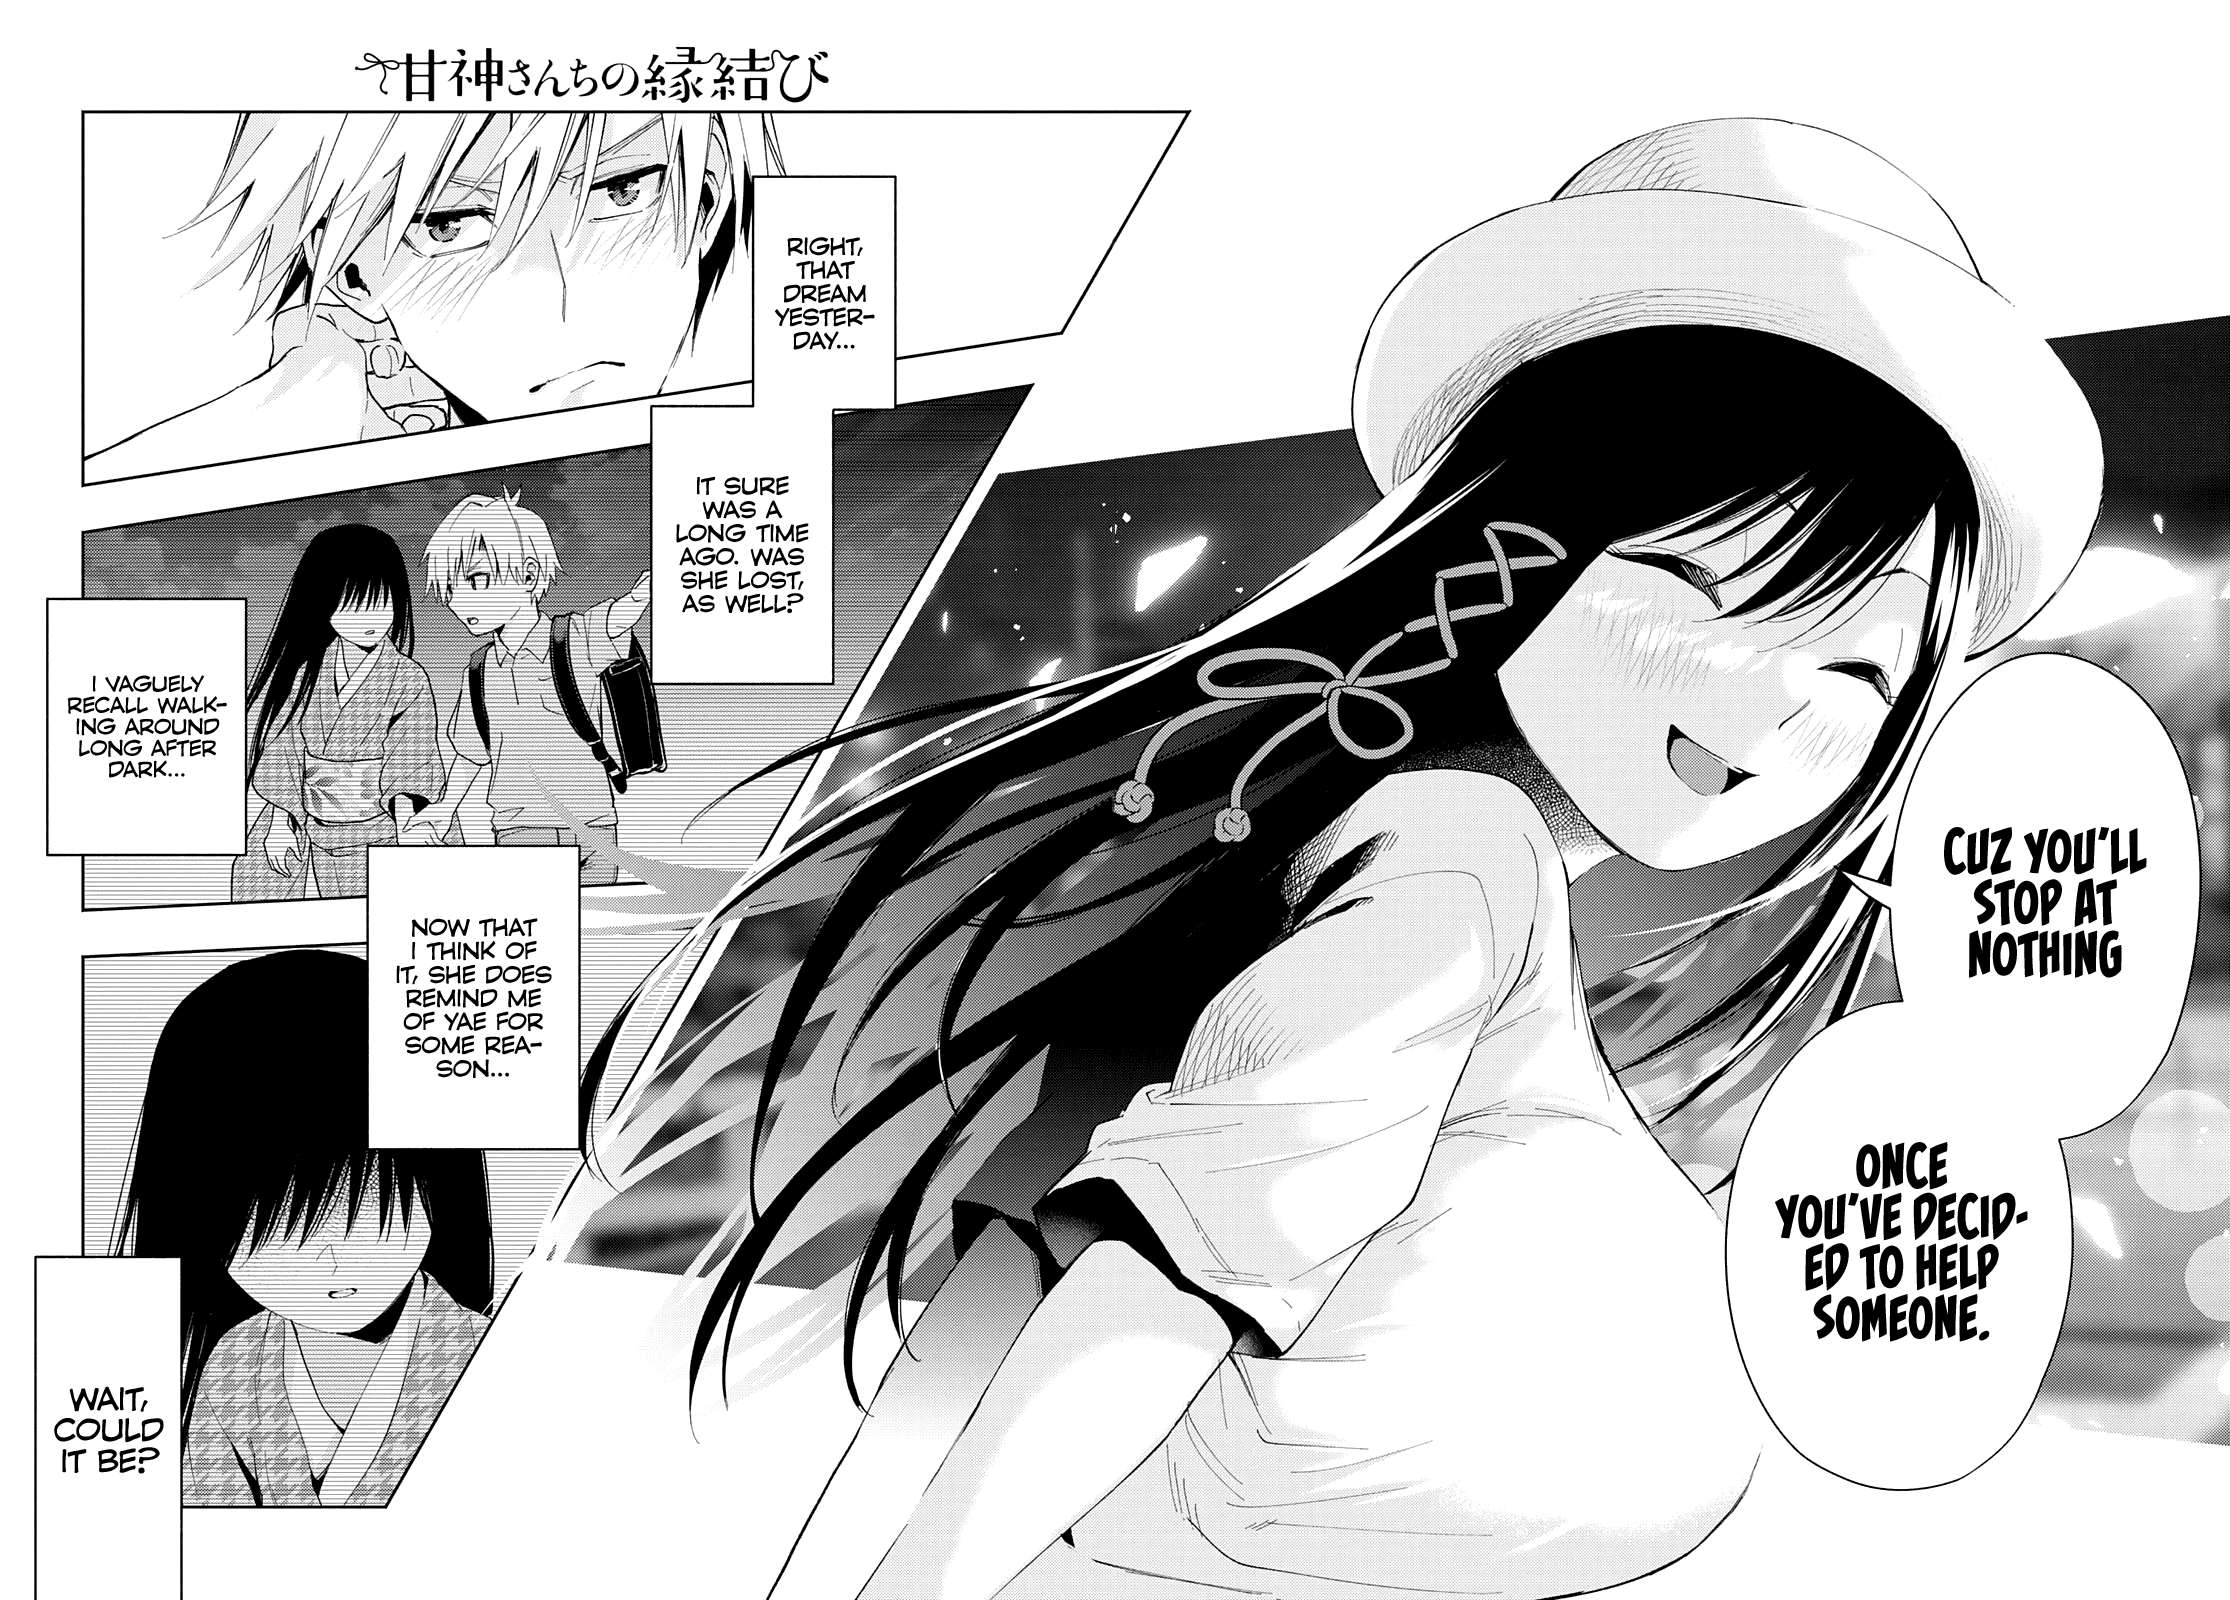 甘神さんちの縁結び
CUZ YOU'LL
STOP AT
NOTHING
ONCE
YOU'VE DECID-
ED TO HELP
SOMEONE.
RIGHT,
THAT
DREAM
YESTER-
DAY...
IT SURE
WAS A
LONG TIME
AGO. WAS
SHE LOST,
AS WELL?
I VAGUELY
RECALL WALK-
ING AROUND
LONG AFTER
DARK...
NOW THAT
I THINK OF
IT, SHE DOES
REMIND ME
OF YAE FOR
SOME REA-
SON...
WAIT,
COULD
IT BE?